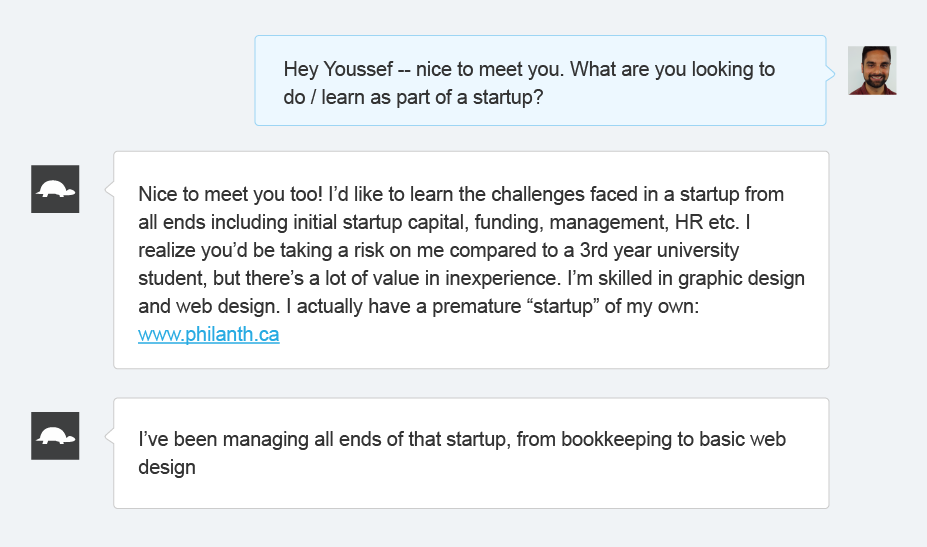 Hey Youssef -- nice to meet you. What are you looking to
do / learn as part of a startup?
Nice to meet you too! I’d like to learn the challenges faced in a startup from
all ends including initial startup capital, funding, management, HR etc. I
realize you’d be taking a risk on me compared to a 3rd year university
student, but there’s a lot of value in inexperience. I’m skilled in graphic design
and web design. I actually have a premature “startup” of my own:
www.philanth.ca
I’ve been managing all ends of that startup, from bookkeeping to basic web
design